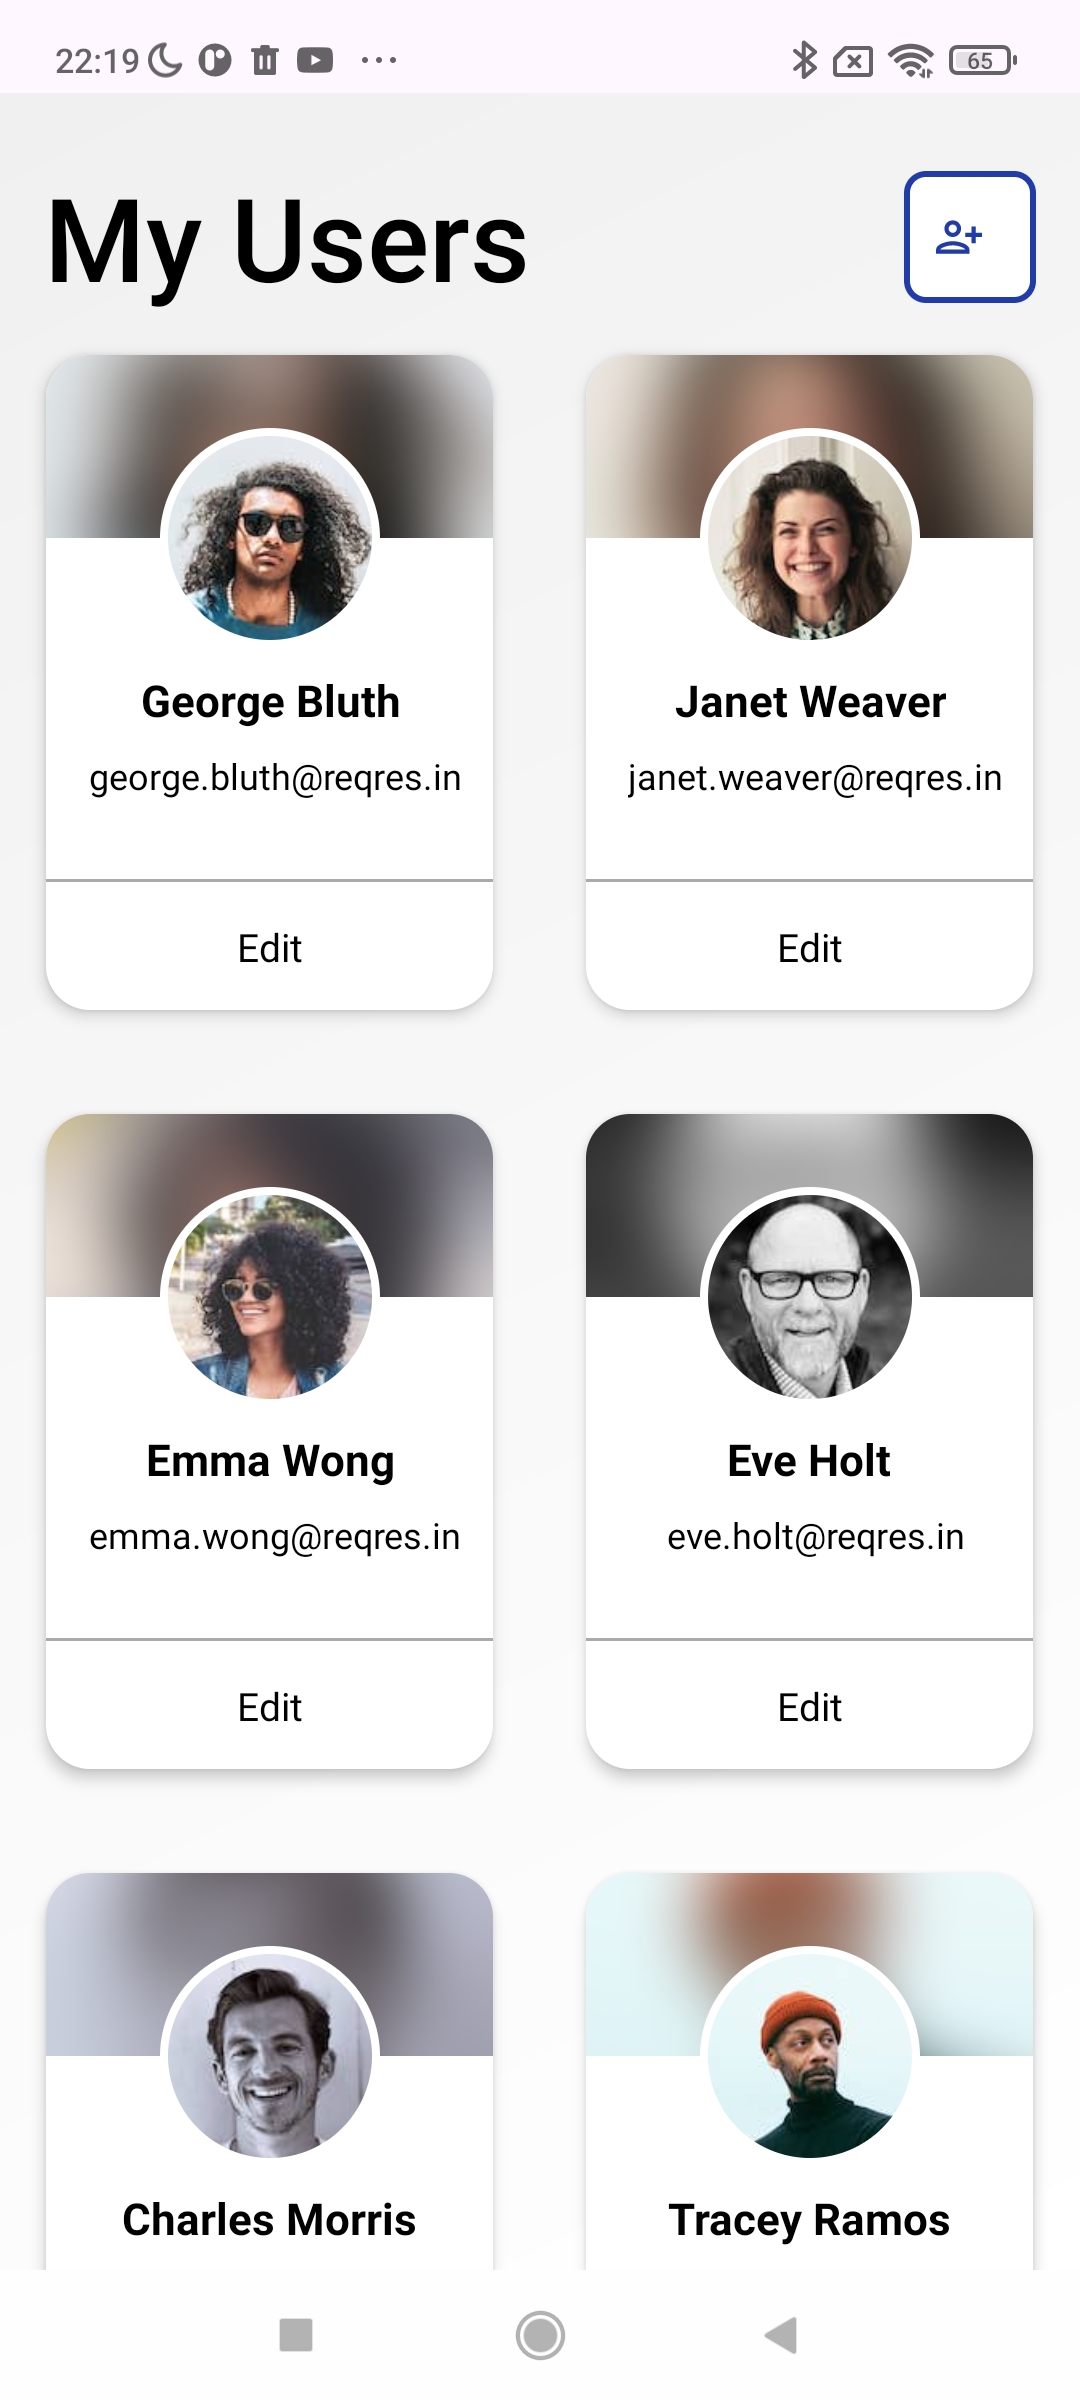 22:19
65
My Users
George Bluth
george.bluth@reqres.in
Edit
Janet Weaver
janet.weaver@reqres.in
Edit
Emma Wong
emma.wong@reqres.in
Edit
Eve Holt
eve.holt@reqres.in
Edit
Charles Morris
Tracey Ramos